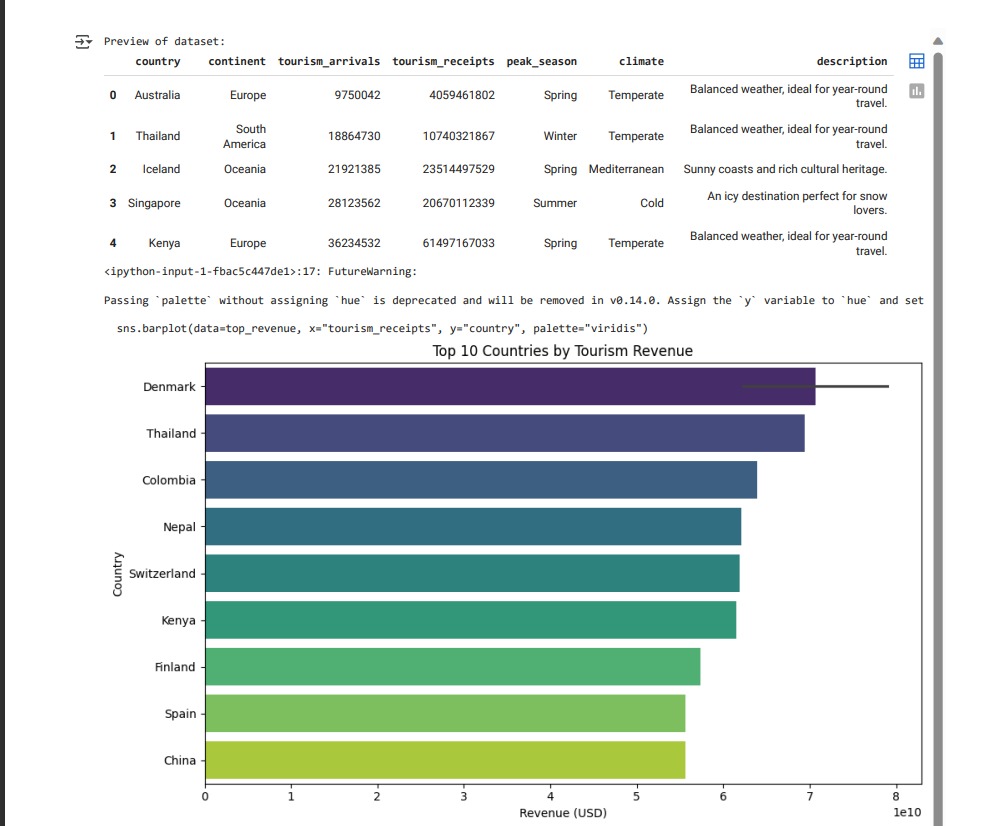 Preview of dataset:
country continent tourism_arrivals tourism_receipts peak_season climate description
0 Australia Europe 9750042 4059461802 Spring Temperate Balanced weather, ideal for year-round
travel.
1 Thailand South
America 18864730 10740321867 Winter Temperate Balanced weather, ideal for year-round
travel.
2 Iceland Oceania 21921385 23514497529 Spring Mediterranean Sunny coasts and rich cultural heritage.
3 Singapore Oceania 28123562 20670112339 Summer Cold An icy destination perfect for snow
lovers.
4 Kenya Europe 36234532 61497167033 Spring Temperate Balanced weather, ideal for year-round
travel.
<ipython-input-1-fbac5c447de1>:17: FutureWarning:
Passing `palette` without assigning `hue` is deprecated and will be removed in v0.14.0. Assign the `y` variable to `hue` and set
sns.barplot(data=top_revenue, x="tourism_receipts", y="country", palette="viridis")
Top 10 Countries by Tourism Revenue
Denmark
Thailand
Colombia
Nepal
Country
Switzerland
Kenya
Finland
Spain
China
0 1 2 3 4 5 6 7 8
1e10
Revenue (USD)